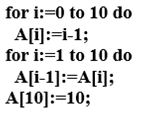 for i:=0 to 10 do
A[i]:=i-1;
for i:=1 to 10 do
A[i-1]:=A[i];
A[10]:=10;